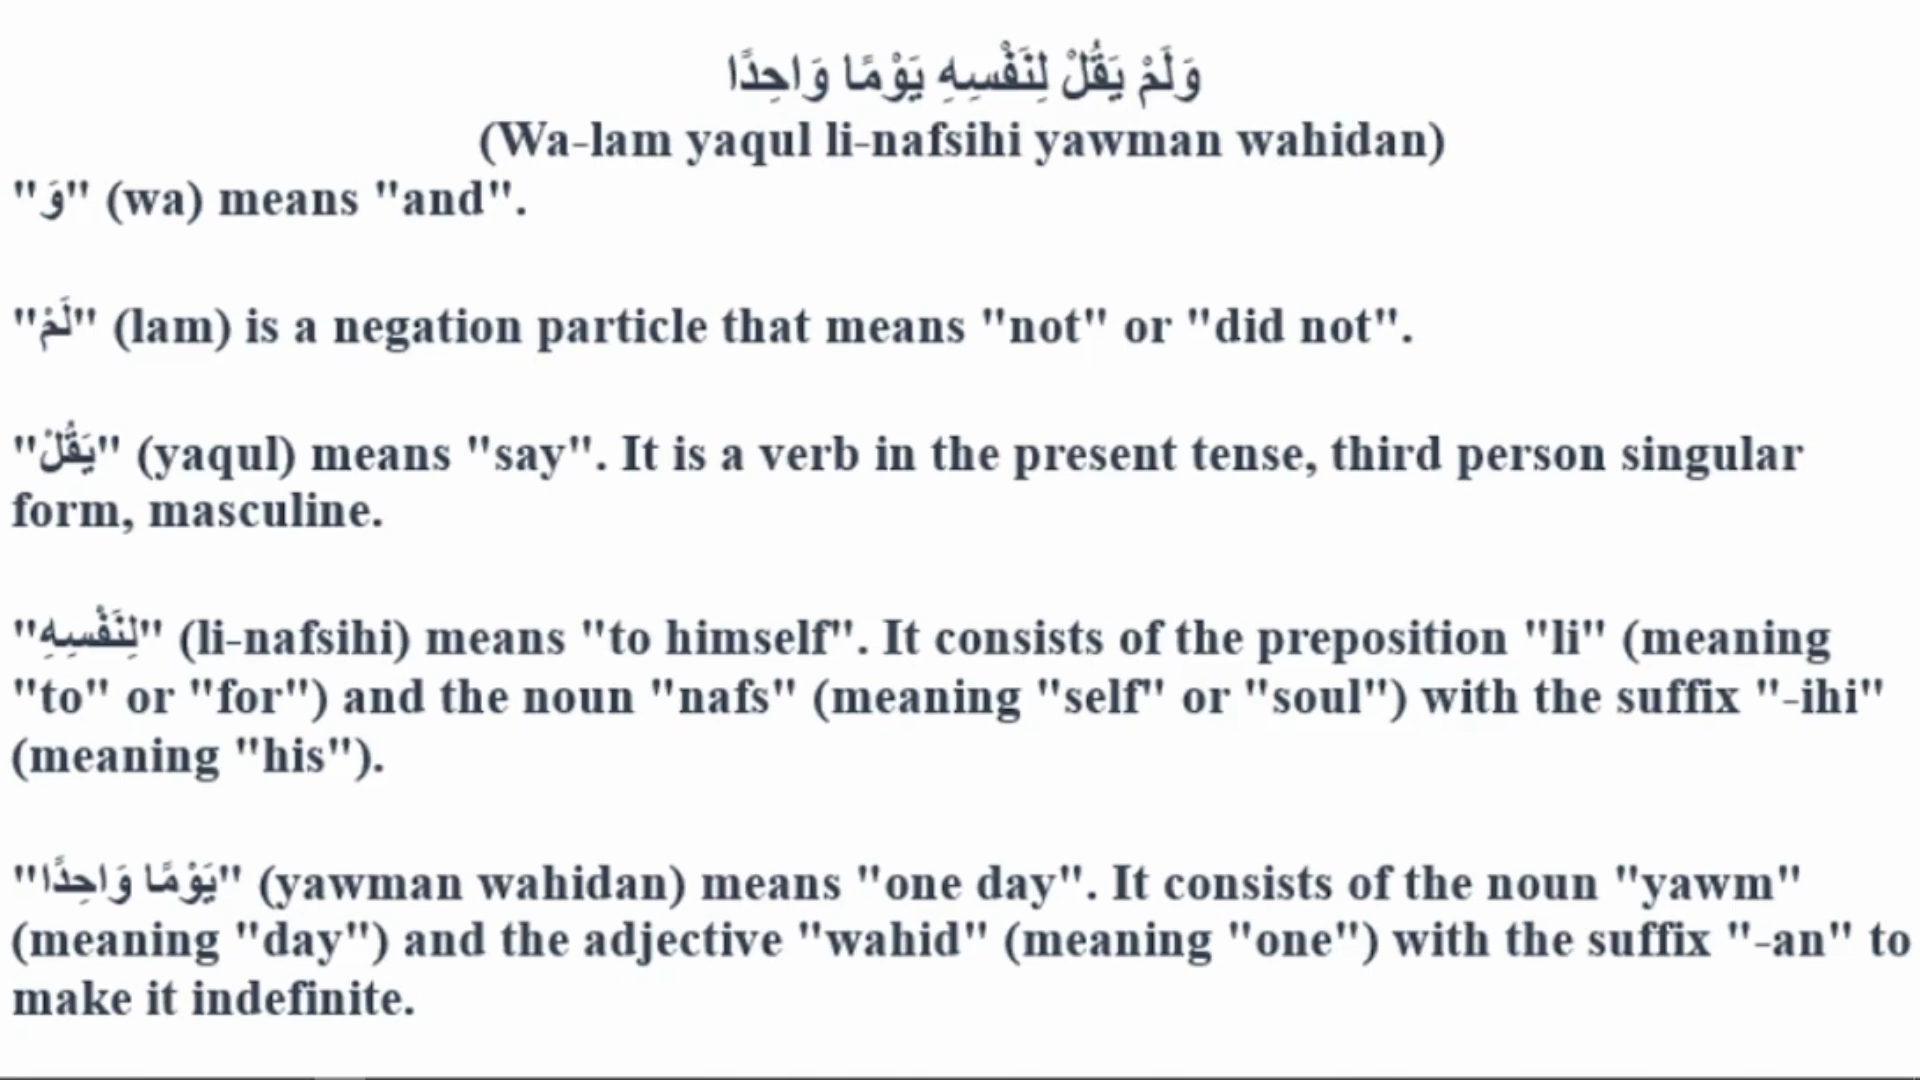 وَلَمْ يَقُلْ لِنَفْسِهِ يَوْمًا وَاحِدًا
(Wa-lam yaqul li-nafsihi yawman wahidan)
"وَ" (wa) means "and".
"لَمْ" (lam) is a negation particle that means "not" or "did not".
"يَقُلْ" (yaqul) means "say". It is a verb in the present tense, third person singular
form, masculine.
"لِنَفْسِهِ" (li-nafsihi) means "to himself". It consists of the preposition "li" (meaning
"to" or "for") and the noun "nafs" (meaning "self" or "soul") with the suffix "-ihi"
(meaning "his").
"يَوْمًا وَاحِدًا" (yawman wahidan) means "one day". It consists of the noun "yawm"
(meaning "day") and the adjective "wahid" (meaning "one") with the suffix "-an" to
make it indefinite.